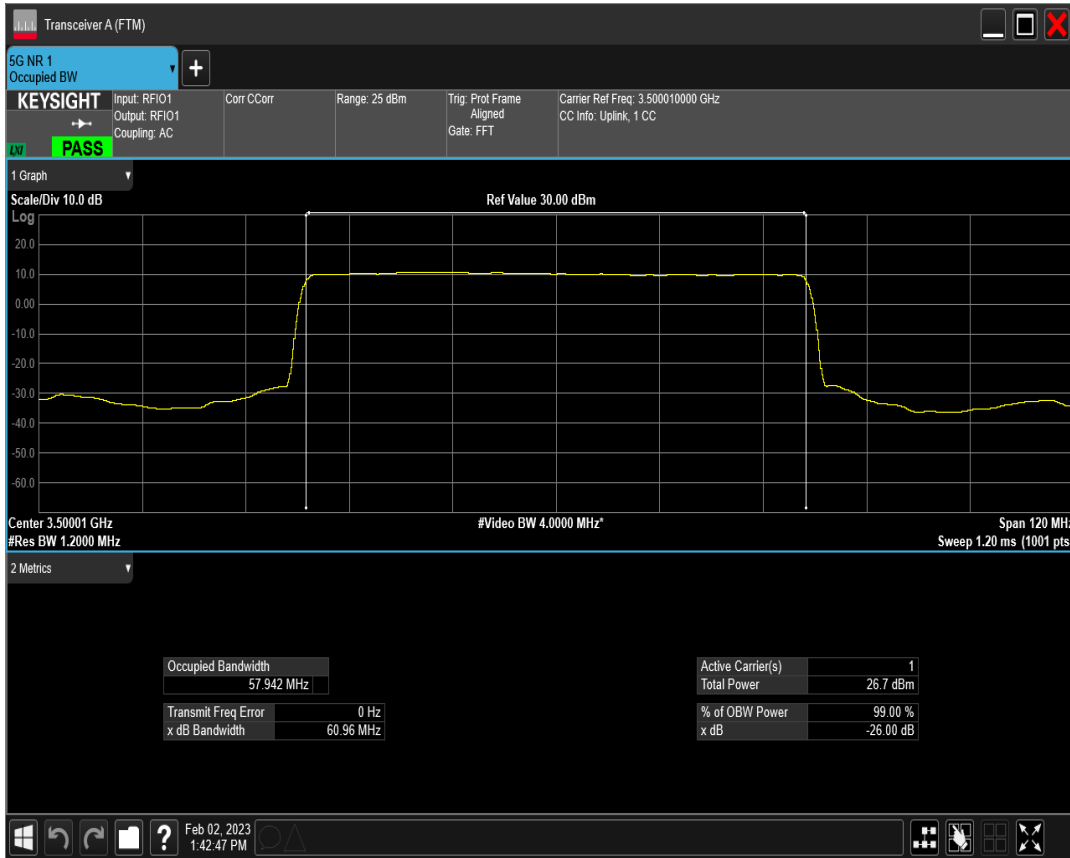 Transceiver A (FTM)
5G NR 1
Occupied BW
+
KEYSIGHT
LXI
PASS
Input: RFIO1
Output: RFIO1
Coupling: AC
Corr CCorr
Range: 25 dBm
Trig: Prot Frame
Aligned
Gate: FFT
Carrier Ref Freq: 3.500010000 GHz
CC Info: Uplink, 1 CC
1 Graph
Scale/Div 10.0 dB
Ref Value 30.00 dBm
Log
20.0
10.0
0.00
-10.0
-20.0
-30.0
-40.0
-50.0
-60.0
Center 3.50001 GHz
#Video BW 4.0000 MHz*
Span 120 MHz
#Res BW 1.2000 MHz
Sweep 1.20 ms (1001 pts
2 Metrics
Occupied Bandwidth
57.942 MHz
Transmit Freq Error 0 Hz
x dB Bandwidth 60.96 MHz
Active Carrier(s) 1
Total Power 26.7 dBm
% of OBW Power 99.00 %
x dB -26.00 dB
?
Feb 02, 2023
1:42:47 PM